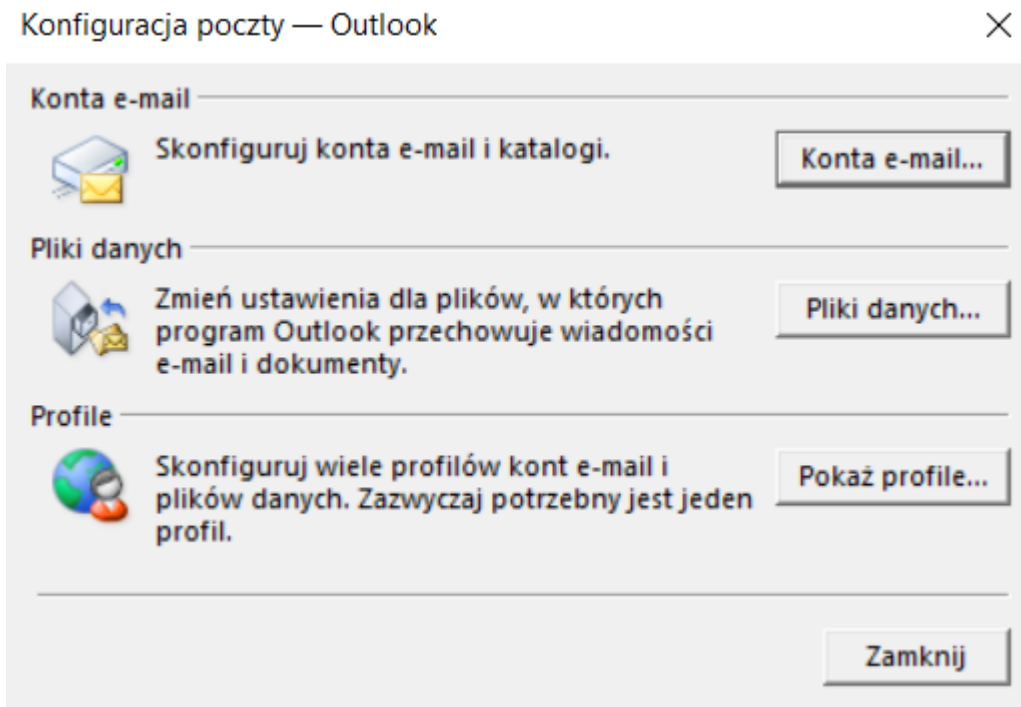 Konfiguracja poczty — Outlook
Konta e-mail
Skonfiguruj konta e-mail i katalogi.
Konta e-mail...
Pliki danych
Zmień ustawienia dla plików, w których
program Outlook przechowuje wiadomości
e-mail i dokumenty.
Pliki danych...
Profile
Skonfiguruj wiele profilów kont e-mail i
plików danych. Zazwyczaj potrzebny jest jeden
profil.
Pokaż profile...
Zamknij